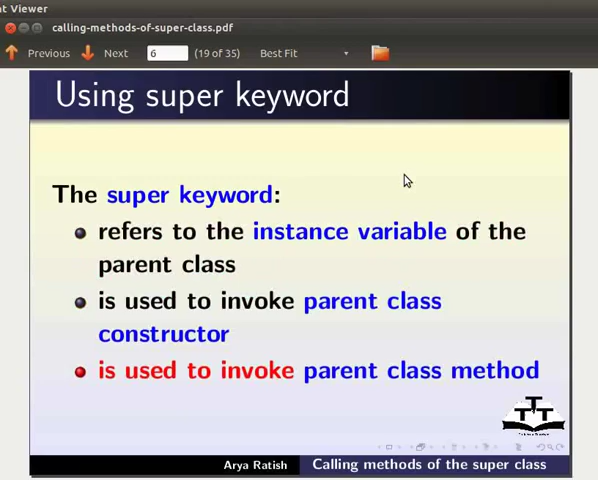 nt Viewer
calling-methods-of-super-class.pdf
Previous Next 6 (19 of 35) Best Fit
Using super keyword
The super keyword:
refers to the instance variable of the
parent class
is used to invoke parent class
constructor
is used to invoke parent class method
TTT
Arya Ratish Calling methods of the super class